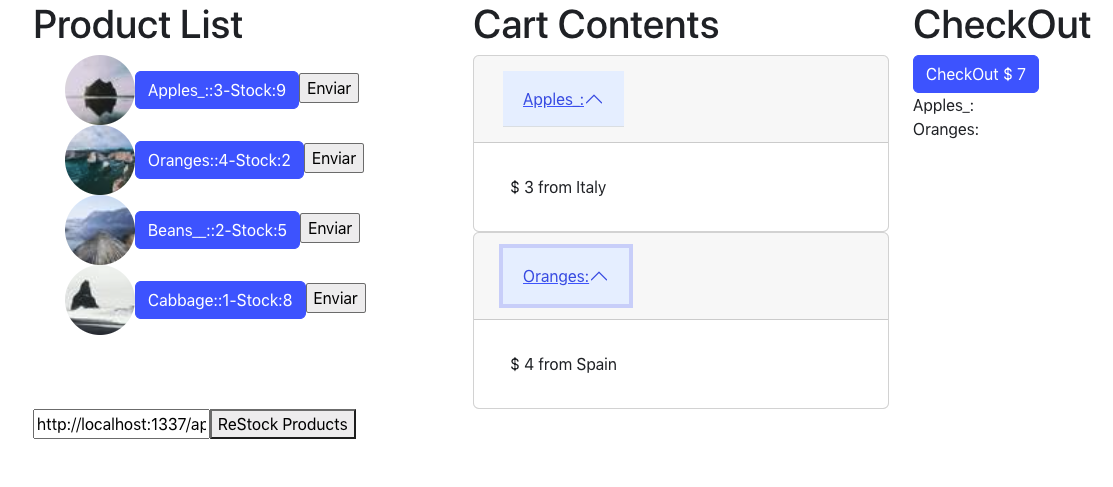 Product List
Apples_::3-Stock:9 Enviar
Oranges::4-Stock:2 Enviar
Beans__::2-Stock:5 Enviar
Cabbage::1-Stock:8 Enviar
http://localhost:1337/ap ReStock Products
Cart Contents
Apples_:
$ 3 from Italy
Oranges:
$ 4 from Spain
CheckOut
CheckOut $ 7
Apples_:
Oranges: